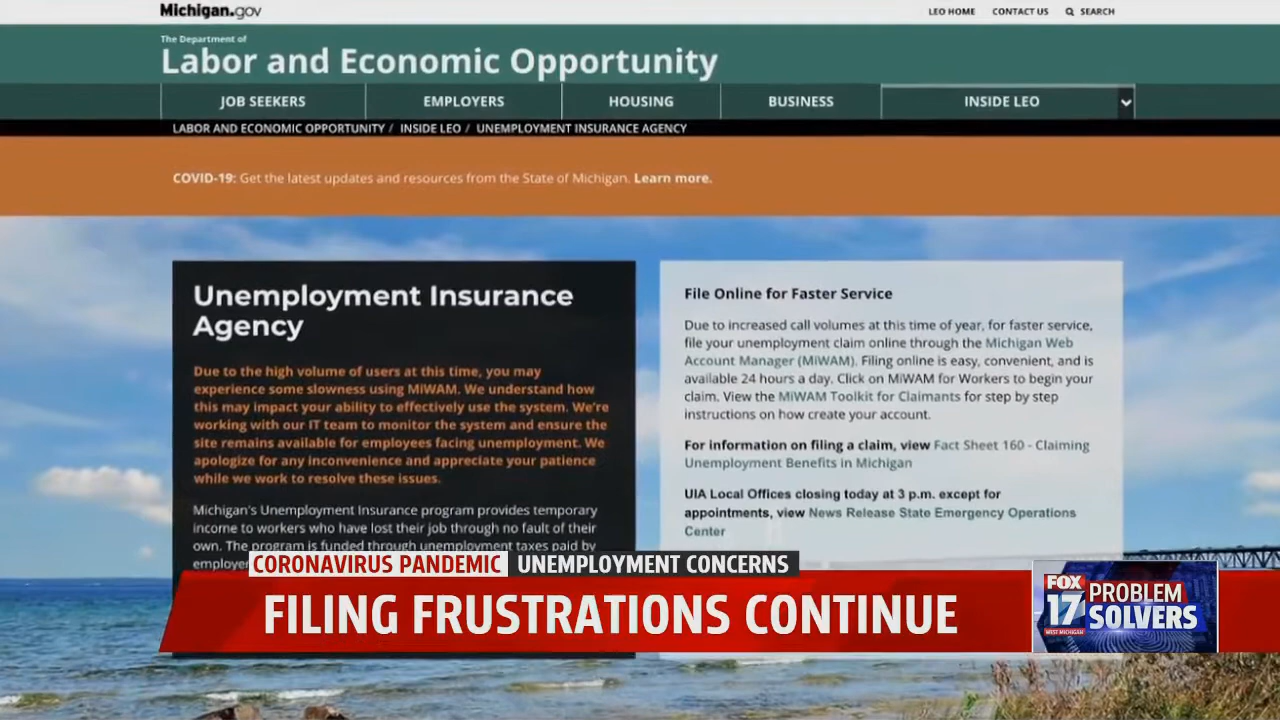 Michigan.gov
LEO HOME CONTACT US SEARCH
The Department of
Labor and Economic Opportunity
JOB SEEKERS EMPLOYERS HOUSING BUSINESS INSIDE LEO
LABOR AND ECONOMIC OPPORTUNITY / INSIDE LEO / UNEMPLOYMENT INSURANCE AGENCY
COVID-19: Get the latest updates and resources from the State of Michigan. Learn more.
Unemployment Insurance
Agency
Due to the high volume of users at this time, you may
experience some slowness using MiWAM. We understand how
this may impact your ability to effectively use the system. We're
working with our IT team to monitor the system and ensure the
site remains available for employees facing unemployment. We
apologize for any inconvenience and appreciate your patience
while we work to resolve these issues.
Michigan's Unemployment Insurance program provides temporary
income to workers who have lost their job through no fault of their
own. The program is funded through unemployment taxes paid by
File Online for Faster Service
Due to increased call volumes at this time of year, for faster service,
file your unemployment claim online through the Michigan Web
Account Manager (MiWAM). Filing online is easy, convenient, and is
available 24 hours a day. Click on MiWAM for Workers to begin your
claim. View the MiWAM Toolkit for Claimants for step by step
instructions on how create your account.
For information on filing a claim, view Fact Sheet 160 - Claiming
Unemployment Benefits in Michigan
UIA Local Offices closing today at 3 p.m. except for
appointments, view News Release State Emergency Operations
Center
CORONAVIRUS PANDEMIC UNEMPLOYMENT CONCERNS
FILING FRUSTRATIONS CONTINUE
FOX
17
WEST MICHIGAN
PROBLEM
SOLVERS